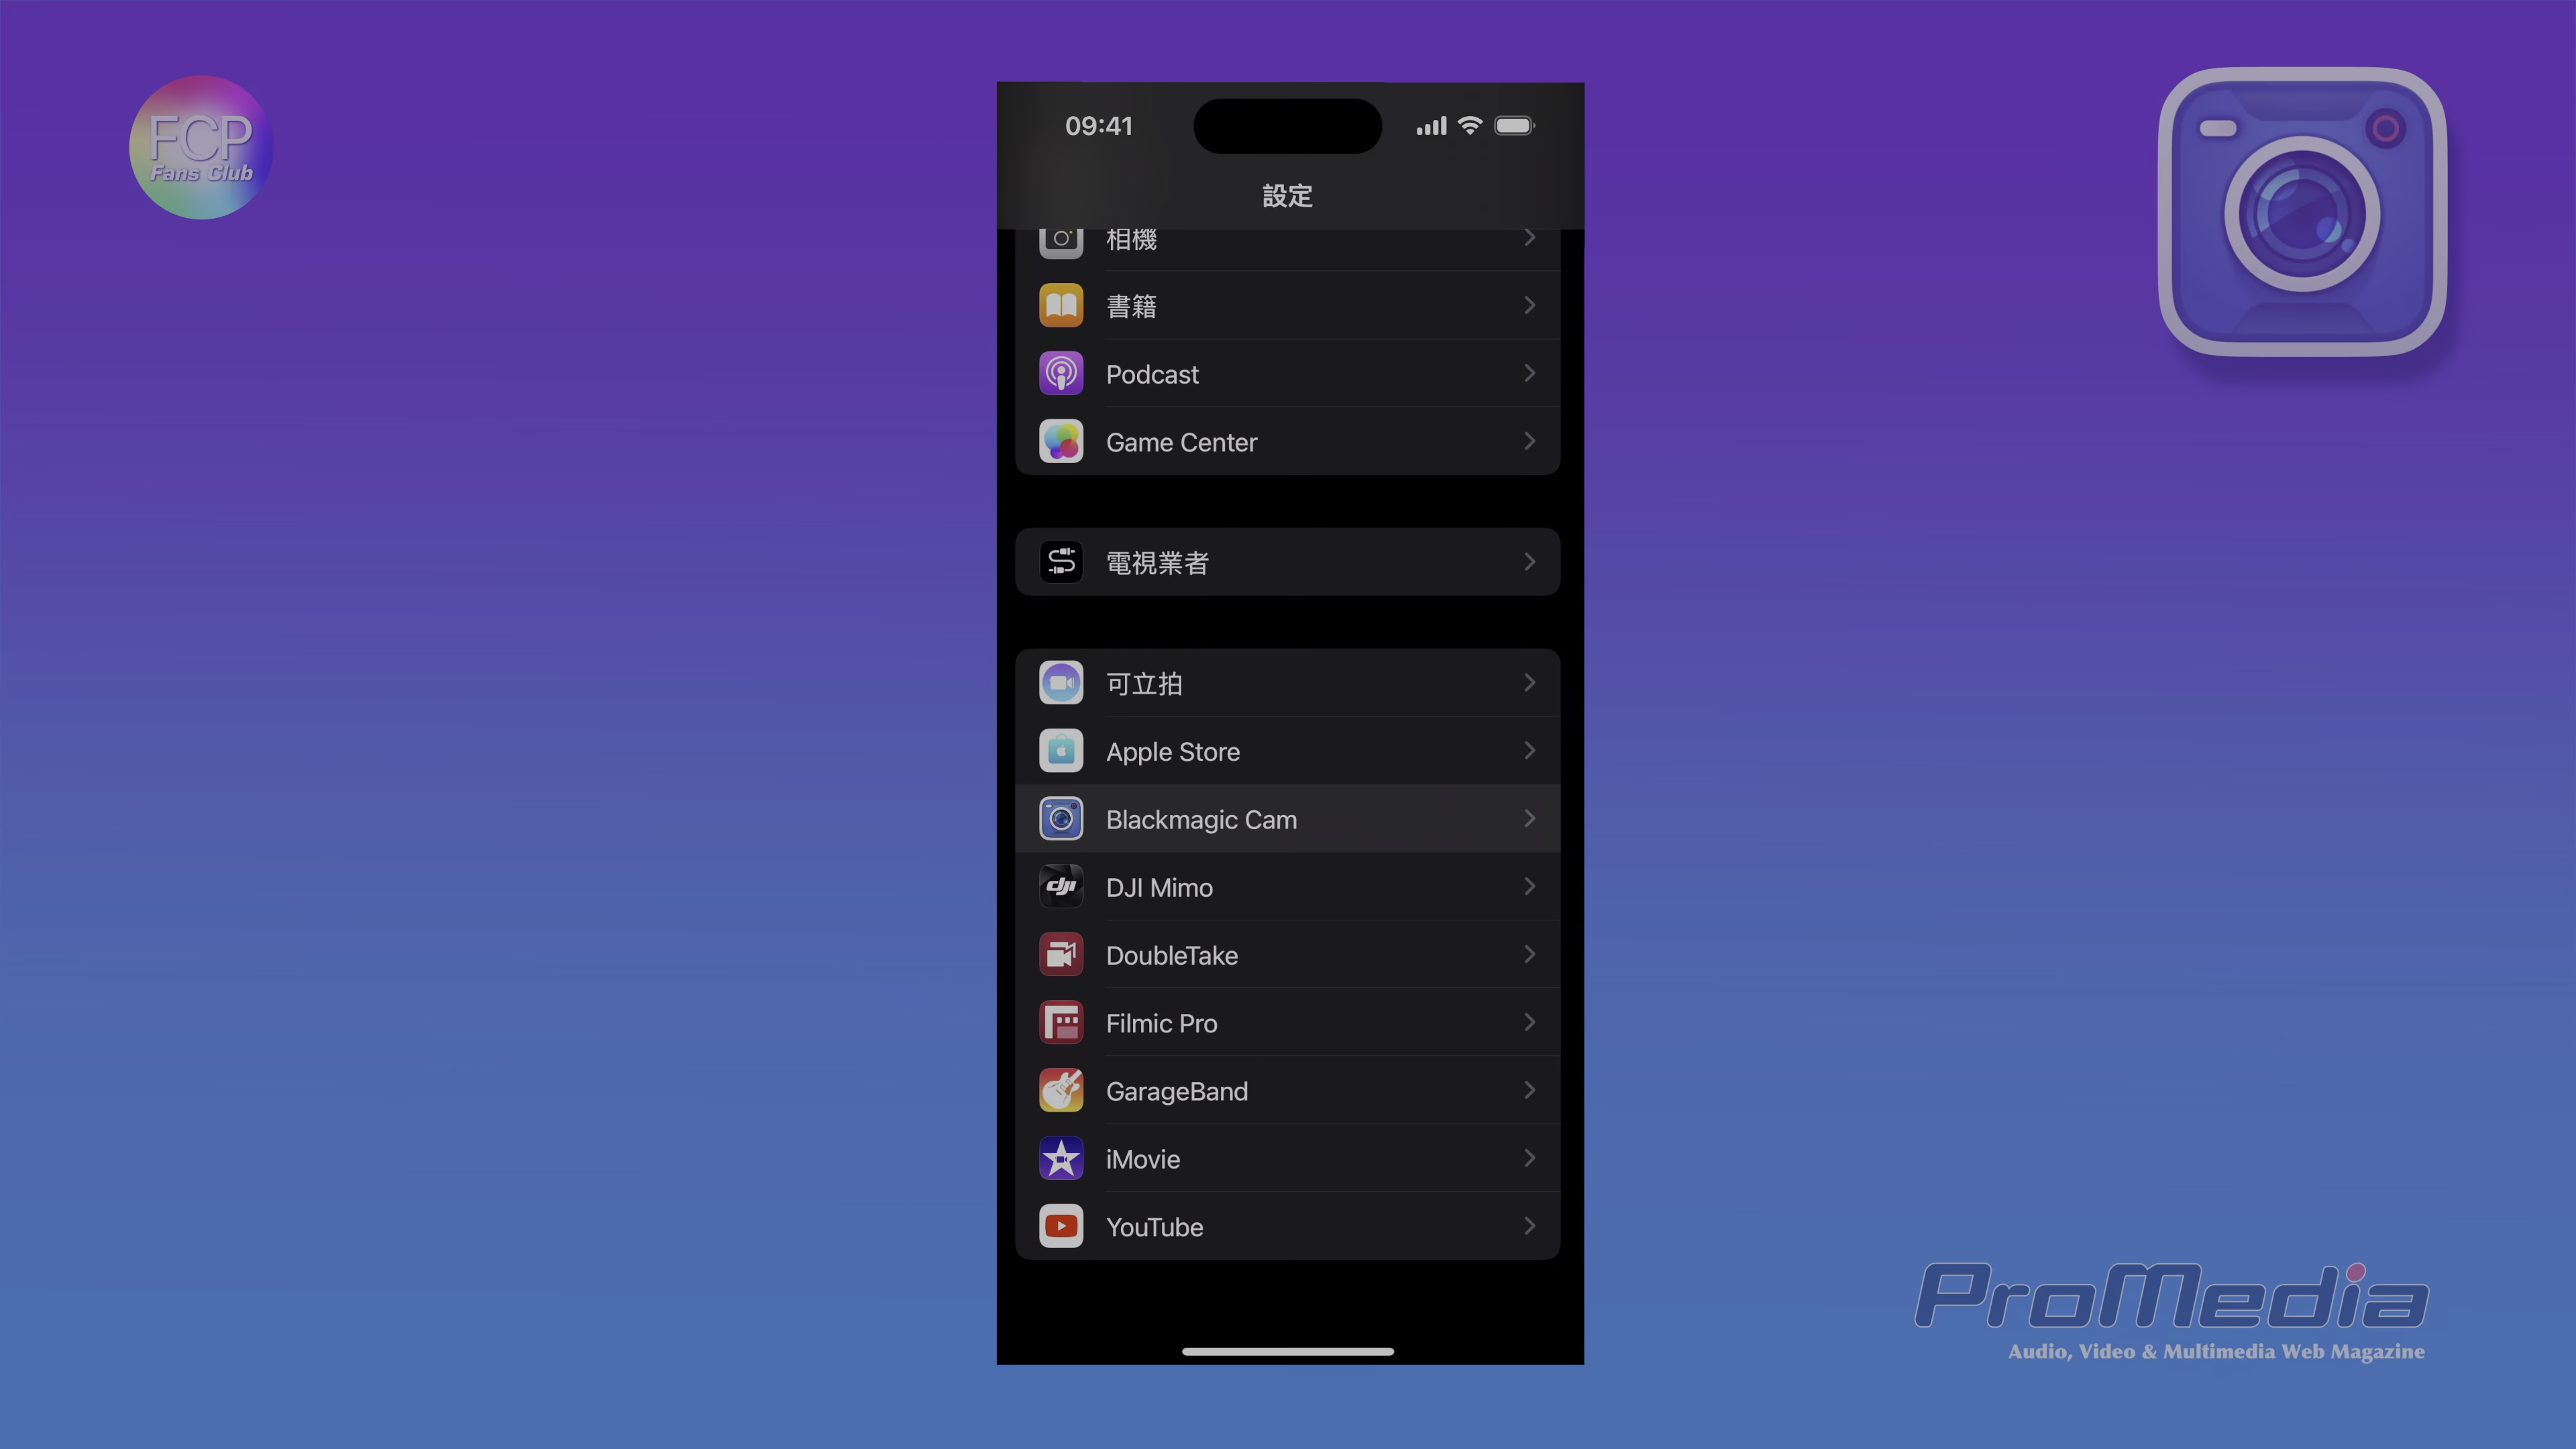 FCP
Fans Club
09:41
設定
相機
書籍
Podcast
Game Center
電視業者
可立拍
Apple Store
Blackmagic Cam
dji
DJI Mimo
DoubleTake
Filmic Pro
GarageBand
iMovie
YouTube
ProMedia
Audio, Video & Multimedia Web Magazine